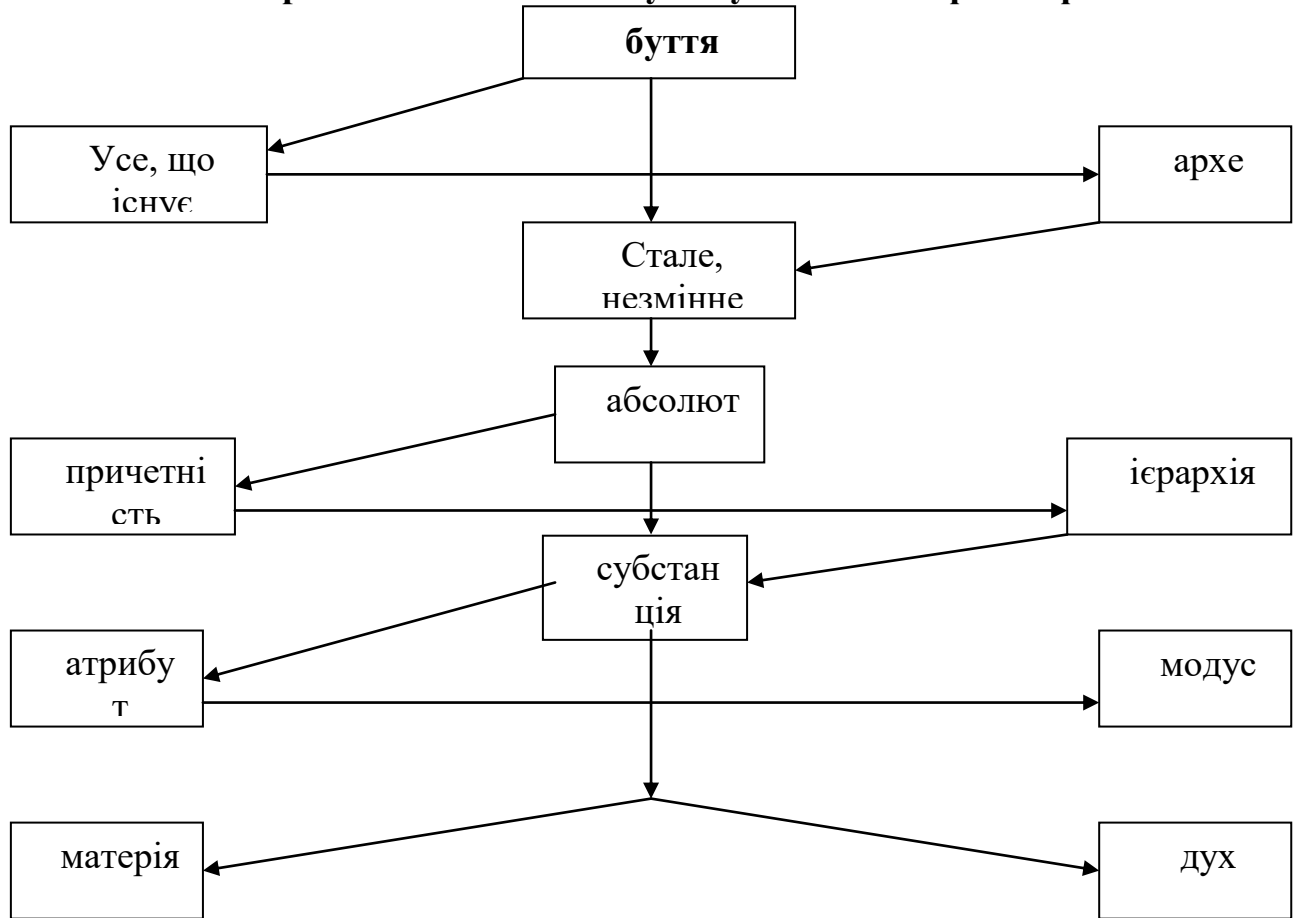 буття
Усе, що
існує
архе
Стале,
незмінне
абсолют
причетні
сть
ієрархія
субстан
ція
атрибу
т
модус
матерія
дух